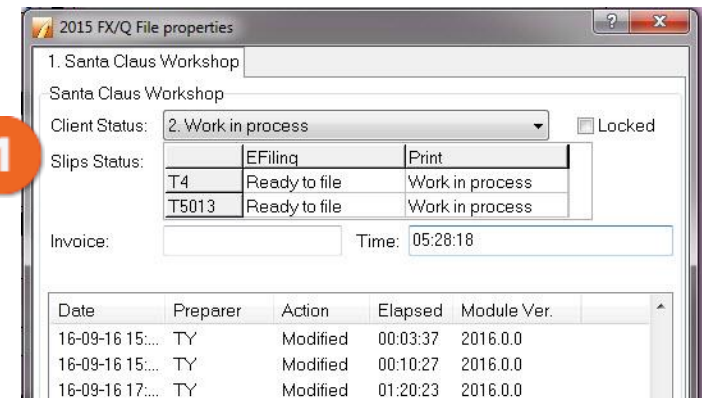 2015 FX/Q File properties ? X
1. Santa Claus Workshop
Santa Claus Workshop
Client Status: 2. Work in process Locked
1
Slips Status: EFiling Print
T4 Ready to file Work in process
T5013 Ready to file Work in process
Invoice: Time: 05:28:18
Date Preparer Action Elapsed Module Ver.
16-09-16 15:... TY Modified 00:03:37 2016.0.0
16-09-16 15:... TY Modified 00:10:27 2016.0.0
16-09-16 17:... TY Modified 01:20:23 2016.0.0